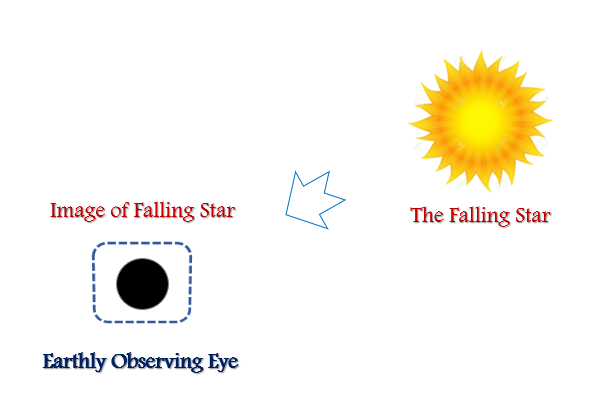 Image of Falling Star
The Falling Star
Earthly Observing Eye